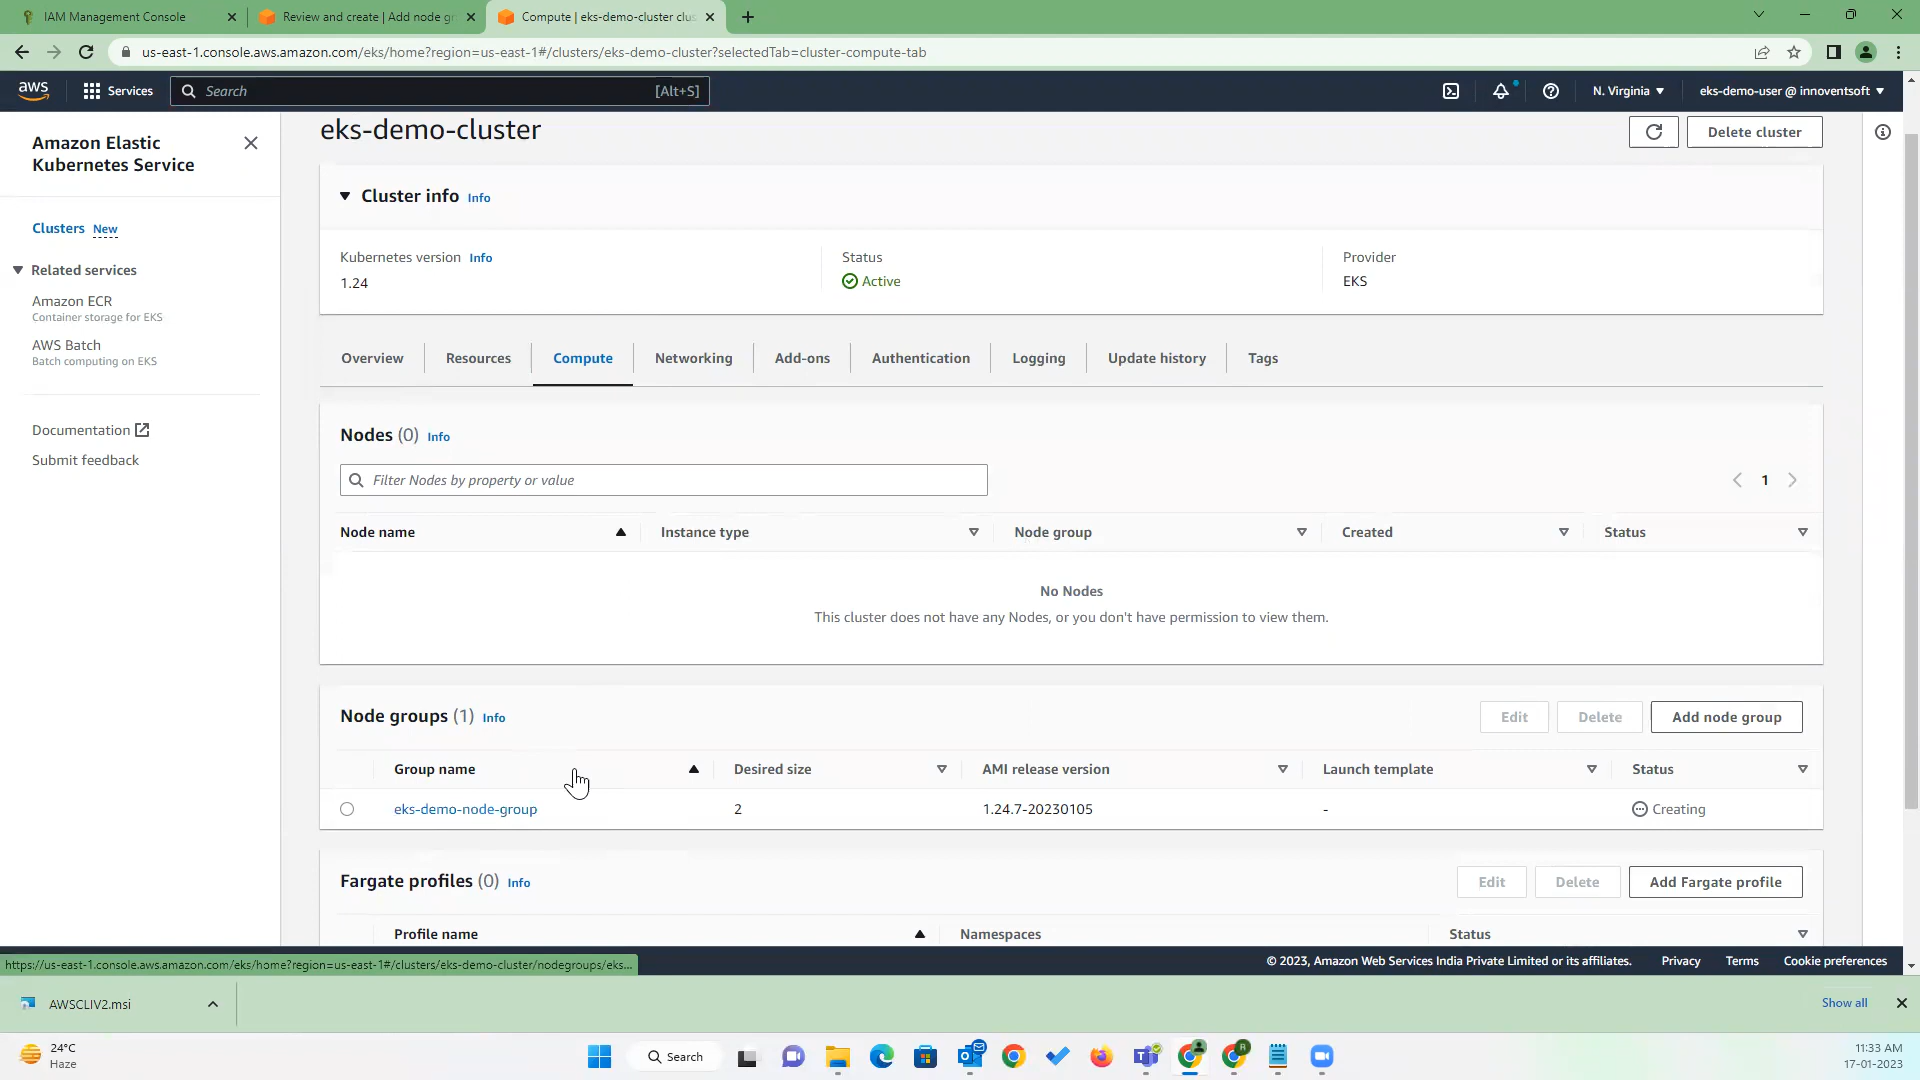 IAM Management Console
Review and create | Add node gr
Compute | eks-demo-cluster clus
us-east-1.console.aws.amazon.com/eks/home?region=us-east-1#/clusters/eks-demo-cluster?selectedTab=cluster-compute-tab
aws
Services
Search
[Alt+S]
N. Virginia
eks-demo-user @ innoventsoft
Amazon Elastic
Kubernetes Service
Clusters New
Related services
Amazon ECR
Container storage for EKS
AWS Batch
Batch computing on EKS
Documentation
Submit feedback
eks-demo-cluster
Delete cluster
Cluster info Info
Kubernetes version Info
1.24
Status
Active
Provider
EKS
Overview
Resources
Compute
Networking
Add-ons
Authentication
Logging
Update history
Tags
Nodes (0) Info
Filter Nodes by property or value
1
Node name
Instance type
Node group
Created
Status
No Nodes
This cluster does not have any Nodes, or you don't have permission to view them.
Node groups (1) Info
Edit
Delete
Add node group
Group name
Desired size
AMI release version
Launch template
Status
eks-demo-node-group
2
1.24.7-20230105
-
Creating
Fargate profiles (0) Info
Edit
Delete
Add Fargate profile
Profile name
Namespaces
Status
https://us-east-1.console.aws.amazon.com/eks/home?region=us-east-1#/clusters/eks-demo-cluster/nodegroups/eks...
© 2023, Amazon Web Services India Private Limited or its affiliates.
Privacy
Terms
Cookie preferences
AWSCLIV2.msi
Show all
24°C
Haze
Search
R
11:33 AM
17-01-2023